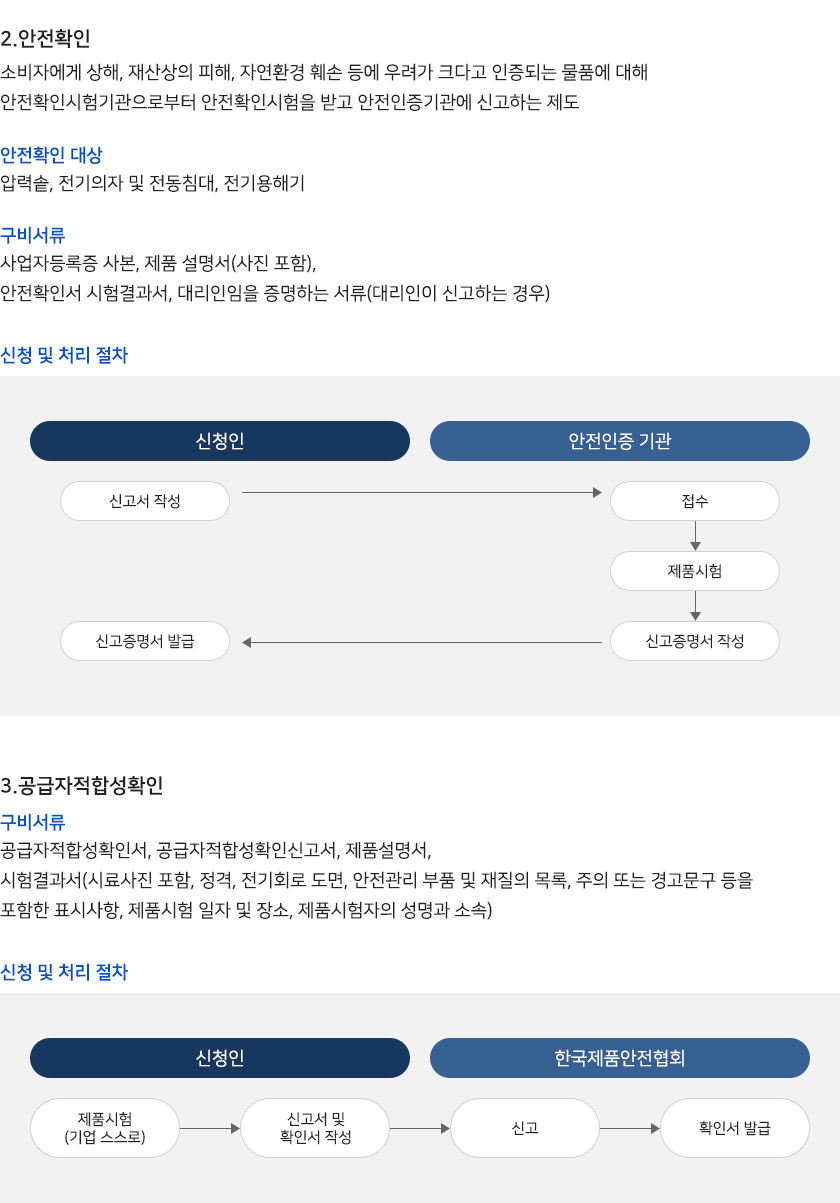 2.안전확인
소비자에게 상해, 재산상의 피해, 자연환경 훼손 등에 우려가 크다고 인증되는 물품에 대해
안전확인시험기관으로부터 안전확인시험을 받고 안전인증기관에 신고하는 제도
안전확인 대상
압력솥, 전기의자 및 전동침대, 전기용해기
구비서류
사업자등록증 사본, 제품 설명서(사진 포함),
안전확인서 시험결과서, 대리인임을 증명하는 서류(대리인이 신고하는 경우)
신청 및 처리 절차
신청인
안전인증 기관
신고서 작성
접수
제품시험
신고증명서 발급
신고증명서 작성
3.공급자적합성확인
구비서류
공급자적합성확인서, 공급자적합성확인신고서, 제품설명서,
시험결과서(시료사진 포함, 정격, 전기회로 도면, 안전관리 부품 및 재질의 목록, 주의 또는 경고문구 등을
포함한 표시사항, 제품시험 일자 및 장소, 제품시험자의 성명과 소속)
신청 및 처리 절차
신청인
한국제품안전협회
제품시험
(기업 스스로)
신고서 및
확인서 작성
신고
확인서 발급